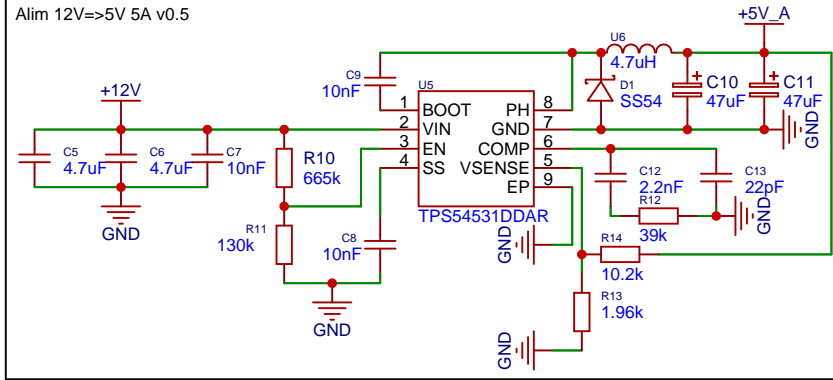 Alim 12V=>5V 5A v0.5
+5V_A
U6
4.7uH
C9
10nF
U5
D1
SS54
C10
47uF
C11
47uF
+12V
1 BOOT PH 8
2 VIN GND 7
3 EN COMP 6
4 SS VSENSE 5
EP 9
TPS54531DDAR
GND
C5
4.7uF
C6
4.7uF
C7
10nF
R10
665k
C12
2.2nF
C13
22pF
R12
39k
GND
GND
R11
130k
C8
10nF
GND
R14
10.2k
R13
1.96k
GND
GND